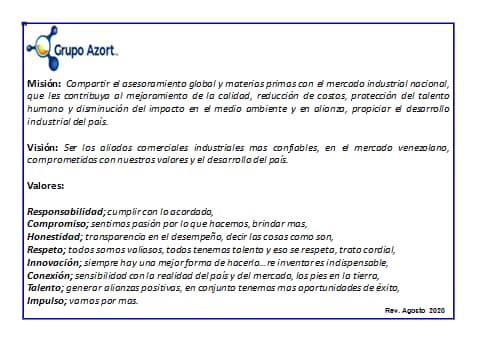 Grupo Azort
Misión: Compartir el asesoramiento global y materias primas con el mercado industrial nacional,
que les contribuya al mejoramiento de la calidad, reducción de costos, protección del talento
humano y disminución del impacto en el medio ambiente y en alianza, propiciar el desarrollo
industrial del país.
Visión: Ser los aliados comerciales industriales mas confiables, en el mercado venezolano,
comprometidas con nuestros valores y el desarrollo del país.
Valores:
Responsabilidad; cumplir con lo acordado,
Compromiso; sentimos pasión por lo que hacemos, brindar mas,
Honestidad; transparencia en el desempeño, decir las cosas como son,
Respeto; todos somos valiosos, todos tenemos talento y eso se respeta, trato cordial,
Innovación; siempre hay una mejor forma de hacerlo...re inventar es indispensable,
Conexión; sensibilidad con la realidad del país y del mercado, los pies en la tierra,
Talento; generar alianzas positivas, en conjunto tenemos mas oportunidades de éxito,
Impulso; vamos por mas.
Rev. Agosto 2020